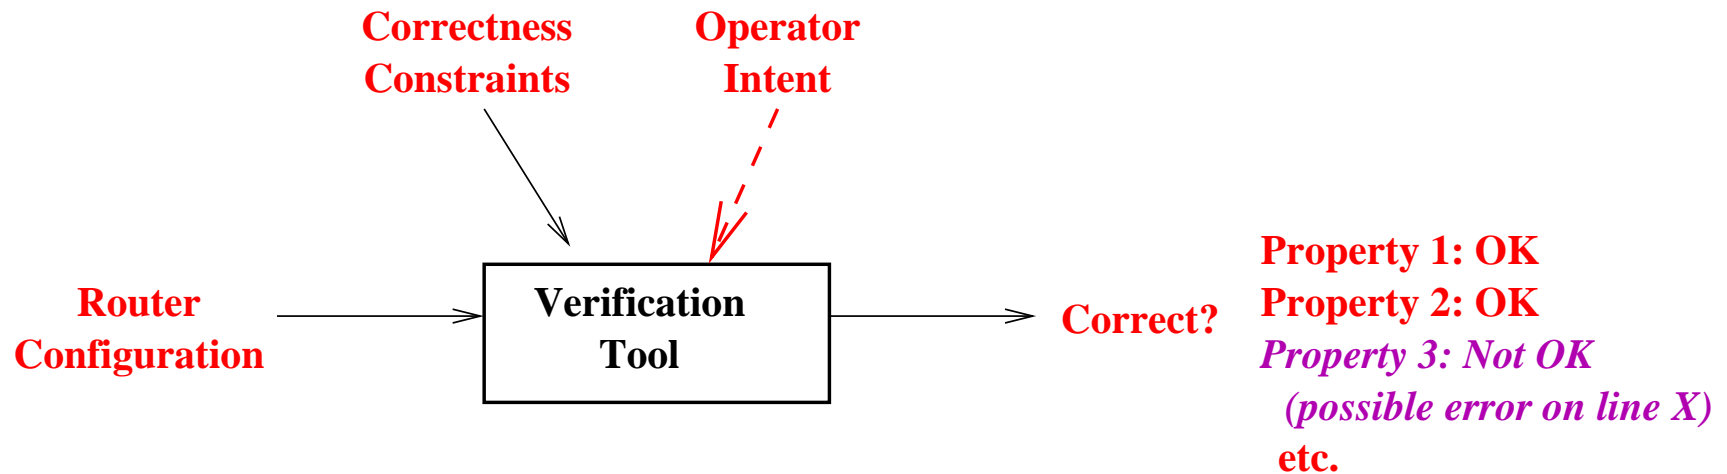 Correctness
Constraints
Operator
Intent
Router
Configuration
Verification
Tool
Correct?
Property 1: OK
Property 2: OK
Property 3: Not OK
(possible error on line X)
etc.